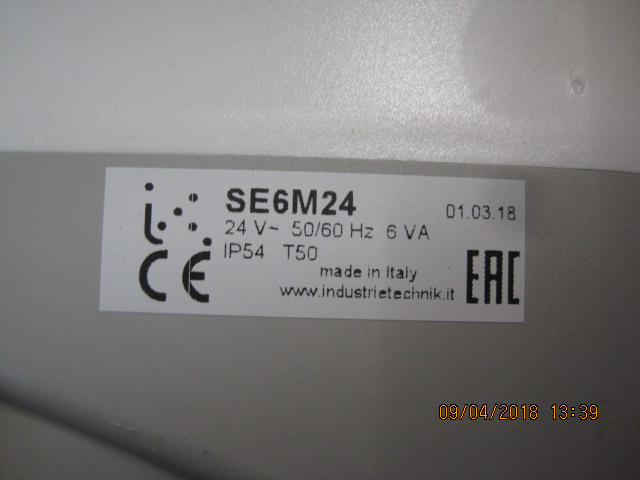 SE6M24
01.03.18
24 V~ 50/60 Hz 6 VA
IP54 T50
made in Italy
www.industrietechnik.it
CE
EAC
09/04/2018 13:39